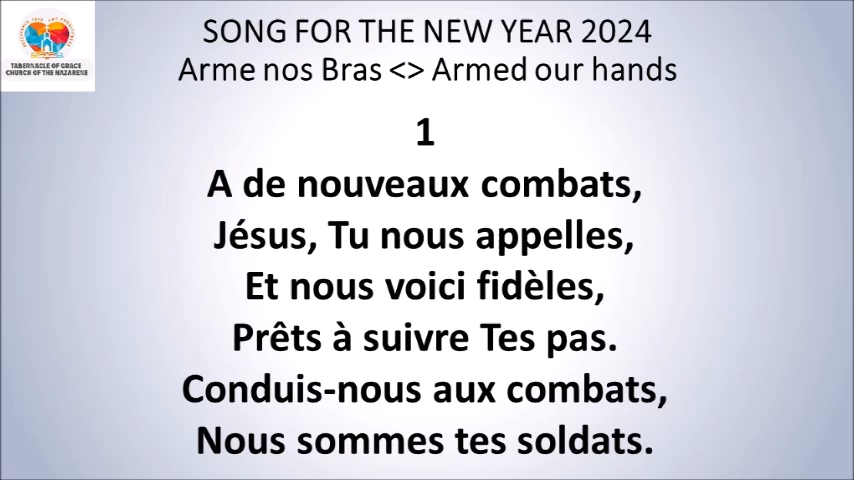 SONG FOR THE NEW YEAR 2024
Arme nos Bras <> Armed our hands
TABERNACLE OF GRACE
CHURCH OF THE NAZARENE
1
A de nouveaux combats,
Jésus, Tu nous appelles,
Et nous voici fidèles,
Prêts à suivre Tes pas.
Conduis-nous aux combats,
Nous sommes tes soldats.